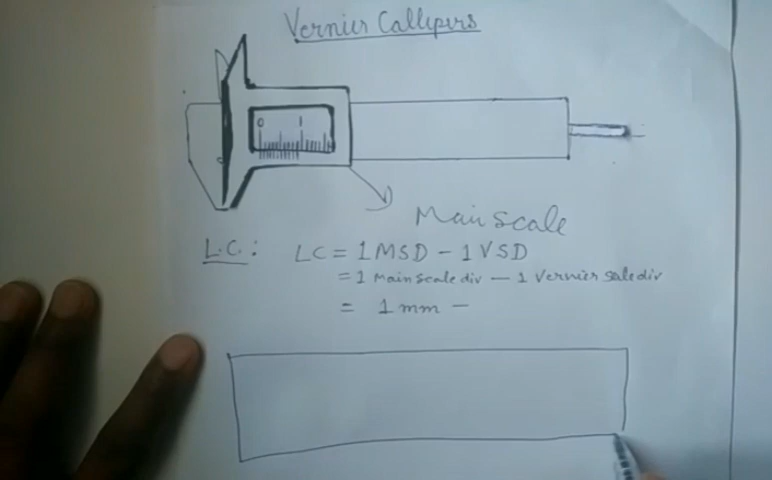 Vernier Callipers
0 1
Main scale
L.C.: LC = 1 MSD - 1 VSD
= 1 Main scale div - 1 Vernier sale div
= 1 mm -